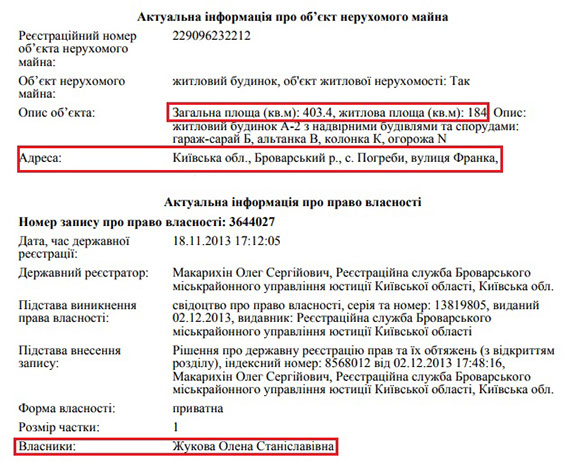 Актуальна інформація про об’єкт нерухомого майна
Реєстраційний номер 229096232212
об’єкта нерухомого
майна:
Об’єкт нерухомого житловий будинок, об'єкт житлової нерухомості: Так
майна:
Опис об’єкта: Загальна площа (кв.м): 403.4, житлова площа (кв.м): 184 Опис:
житловий будинок А-2 з надвірними будівлями та спорудами:
гараж-сарай Б, альтанка В, колонка К, огорожа N
Адреса: Київська обл., Броварський р., с. Погреби, вулиця Франка,
Актуальна інформація про право власності
Номер запису про право власності: 3644027
Дата, час державної 18.11.2013 17:12:05
реєстрації:
Державний реєстратор: Макарихін Олег Сергійович, Реєстраційна служба Броварського
міськрайонного управління юстиції Київської області, Київська обл.
Підстава виникнення свідоцтво про право власності, серія та номер: 13819805, виданий
права власності: 02.12.2013, видавник: Реєстраційна служба Броварського
міськрайонного управління юстиції Київської області
Підстава внесення Рішення про державну реєстрацію прав та їх обтяжень (з відкриттям
запису: розділу), індексний номер: 8568012 від 02.12.2013 17:48:16,
Макарихін Олег Сергійович, Реєстраційна служба Броварського
міськрайонного управління юстиції Київської області, Київська обл.
Форма власності: приватна
Розмір частки: 1
Власники: Жукова Олена Станіславівна